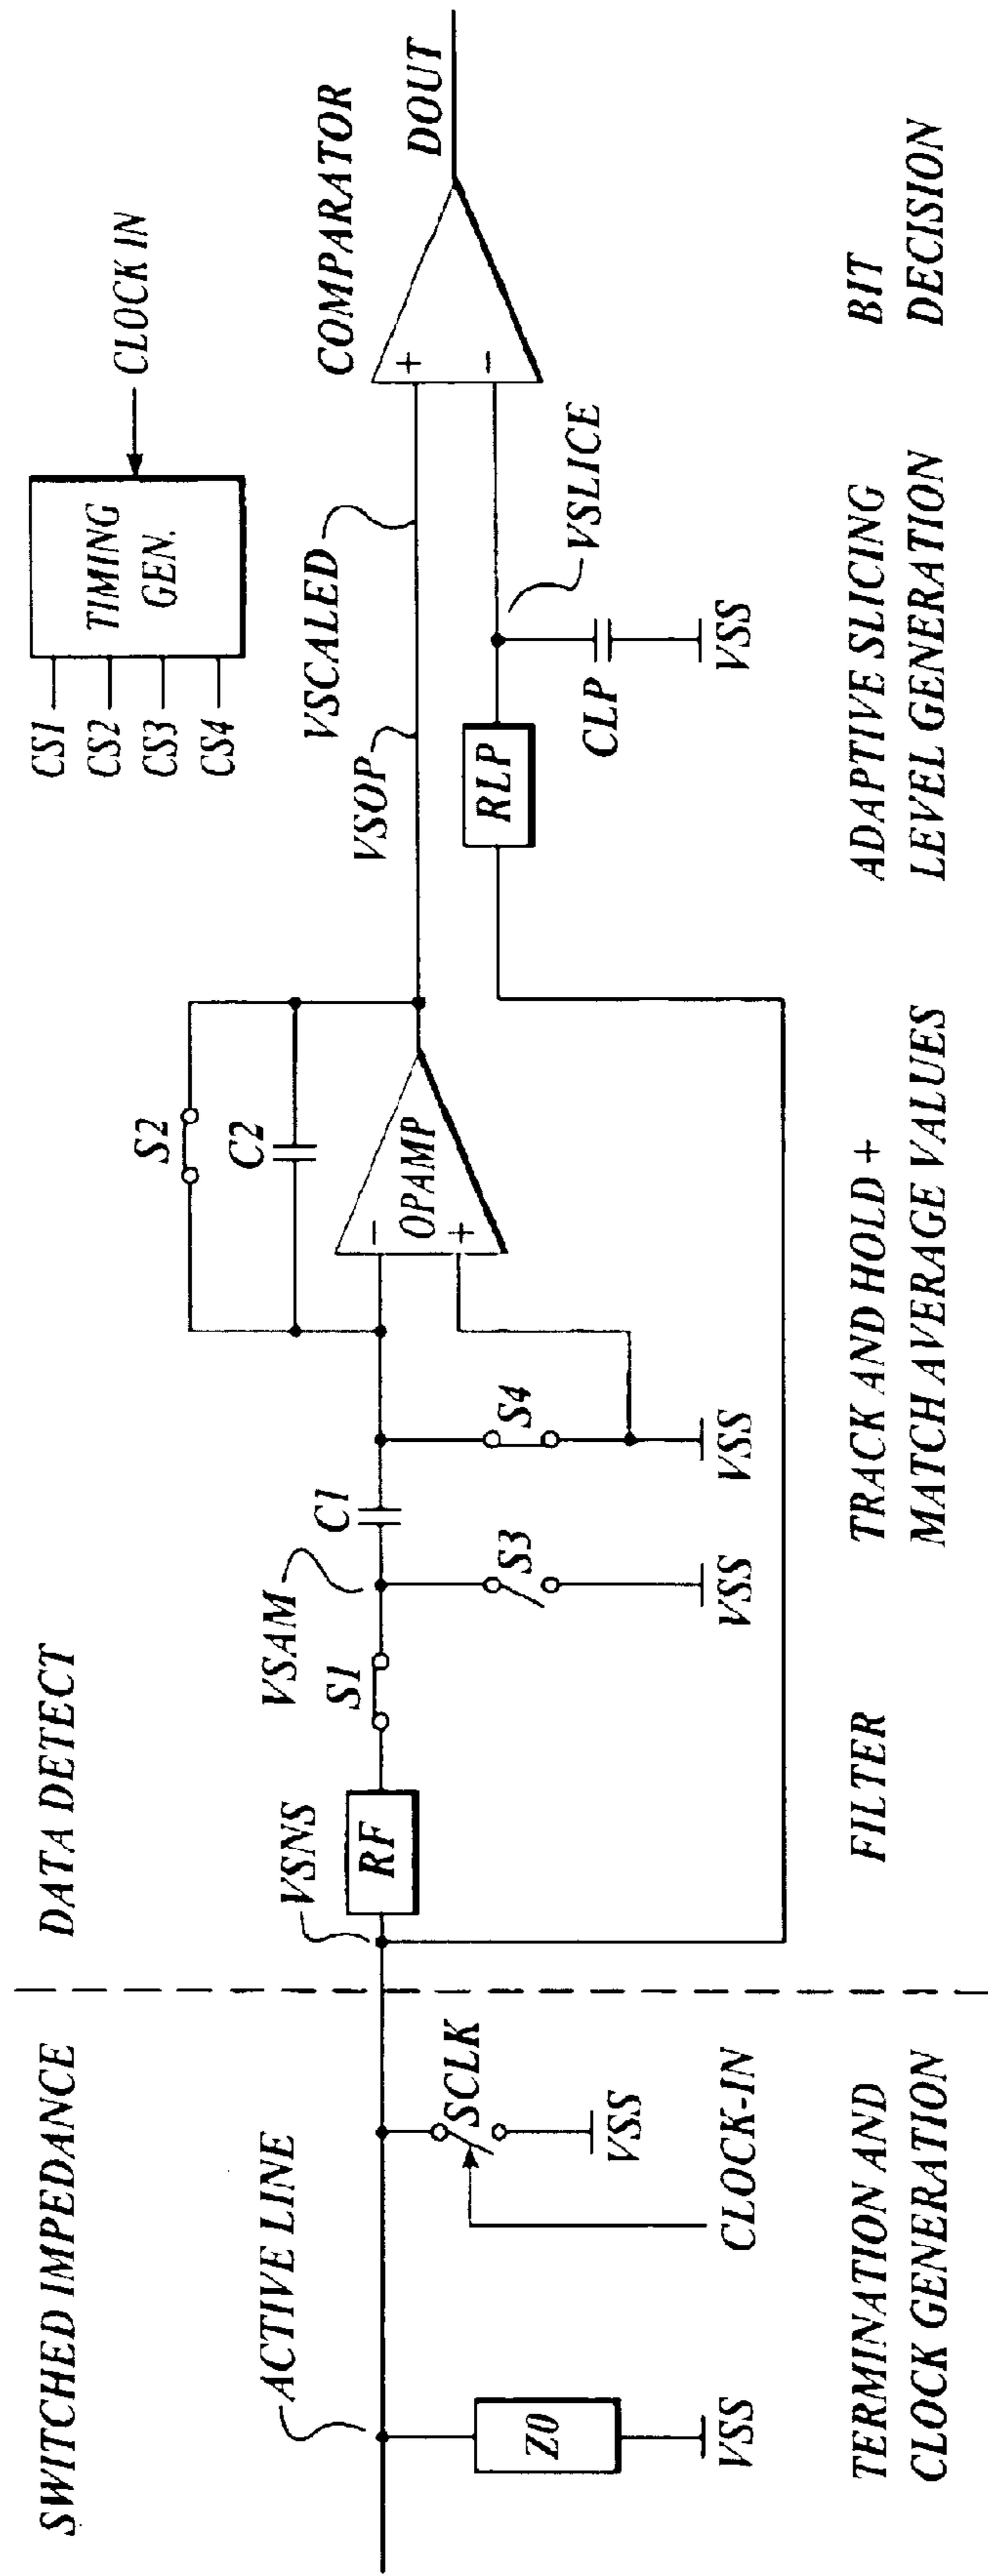 SWITCHED IMPEDANCE
DATA DETECT
ACTIVE LINE
Z0
VSS
SCLK
VSS
CLOCK-IN
VSNS
RF
S1
VSAM
S3
VSS
C1
S4
VSS
S2
C2
-
OPAMP
+
VSOP
VSCALED
RLP
CLP
VSS
VSLICE
CS1
CS2
CS3
CS4
TIMING
GEN.
CLOCK IN
COMPARATOR
+
-
DOUT
TERMINATION AND
CLOCK GENERATION
FILTER
TRACK AND HOLD +
MATCH AVERAGE VALUES
ADAPTIVE SLICING
LEVEL GENERATION
BIT
DECISION